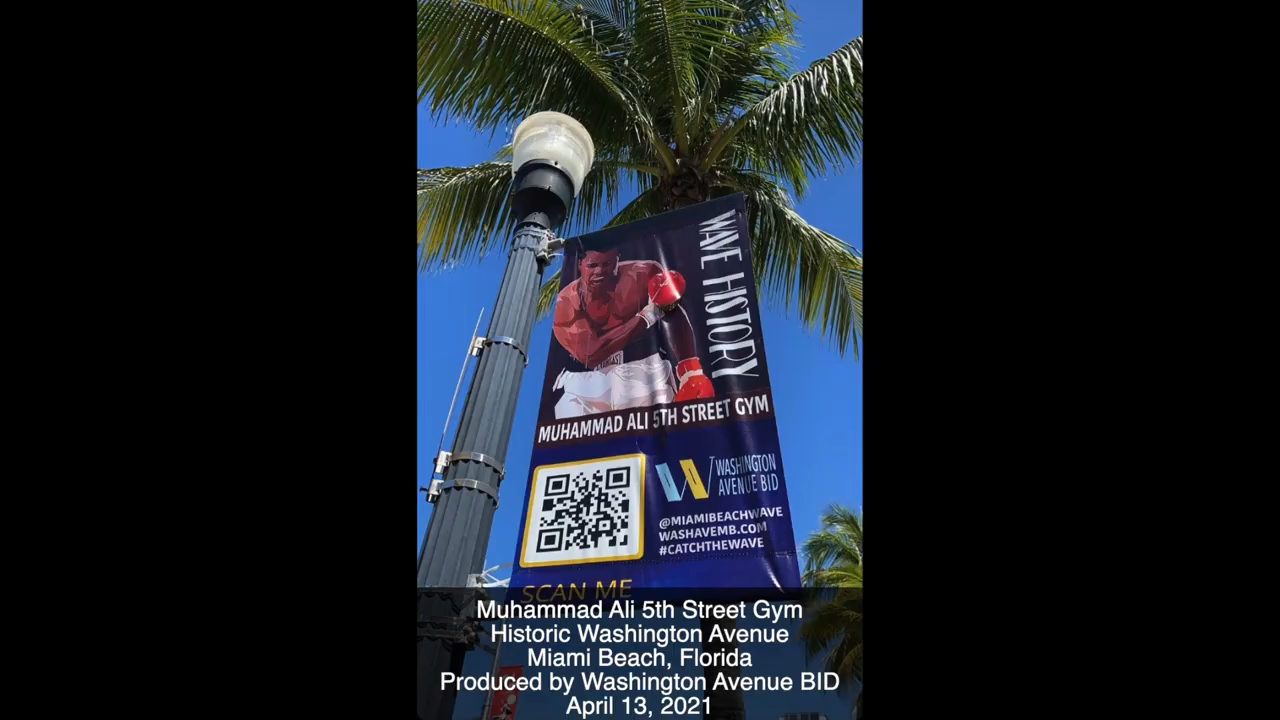 WAVE HISTORY
MUHAMMAD ALI 5TH STREET GYM
WASHINGTON
AVENUE BID
@MIAMIBEACHWAVE
WASHAVEMB.COM
#CATCHTHEWAVE
SCAN ME
Muhammad Ali 5th Street Gym
Historic Washington Avenue
Miami Beach, Florida
Produced by Washington Avenue BID
April 13, 2021